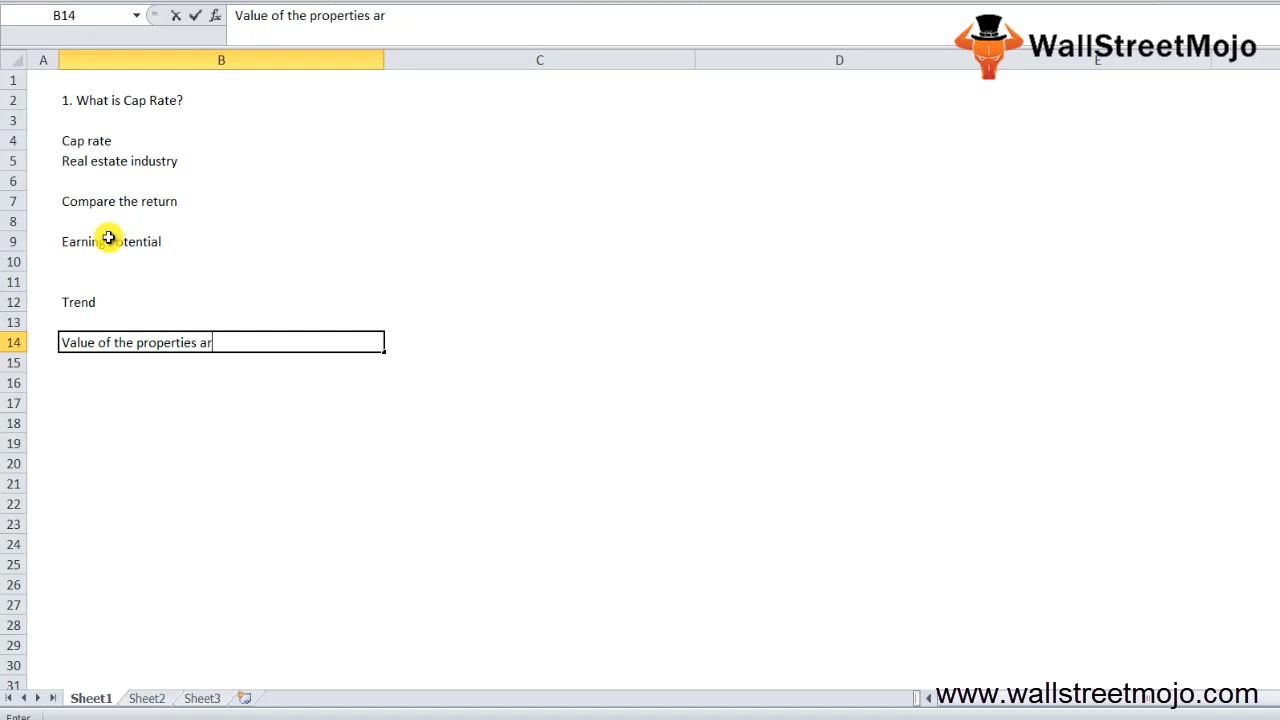 B14
Value of the properties ar
WallStreetMojo
A B C D E
1
2 1. What is Cap Rate?
3
4 Cap rate
5 Real estate industry
6
7 Compare the return
8
9 Earning Potential
10
11
12 Trend
13
14 Value of the properties ar
15
16
17
18
19
20
21
22
23
24
25
26
27
28
29
30
31
Sheet1 Sheet2 Sheet3
www.wallstreetmojo.com
Enter